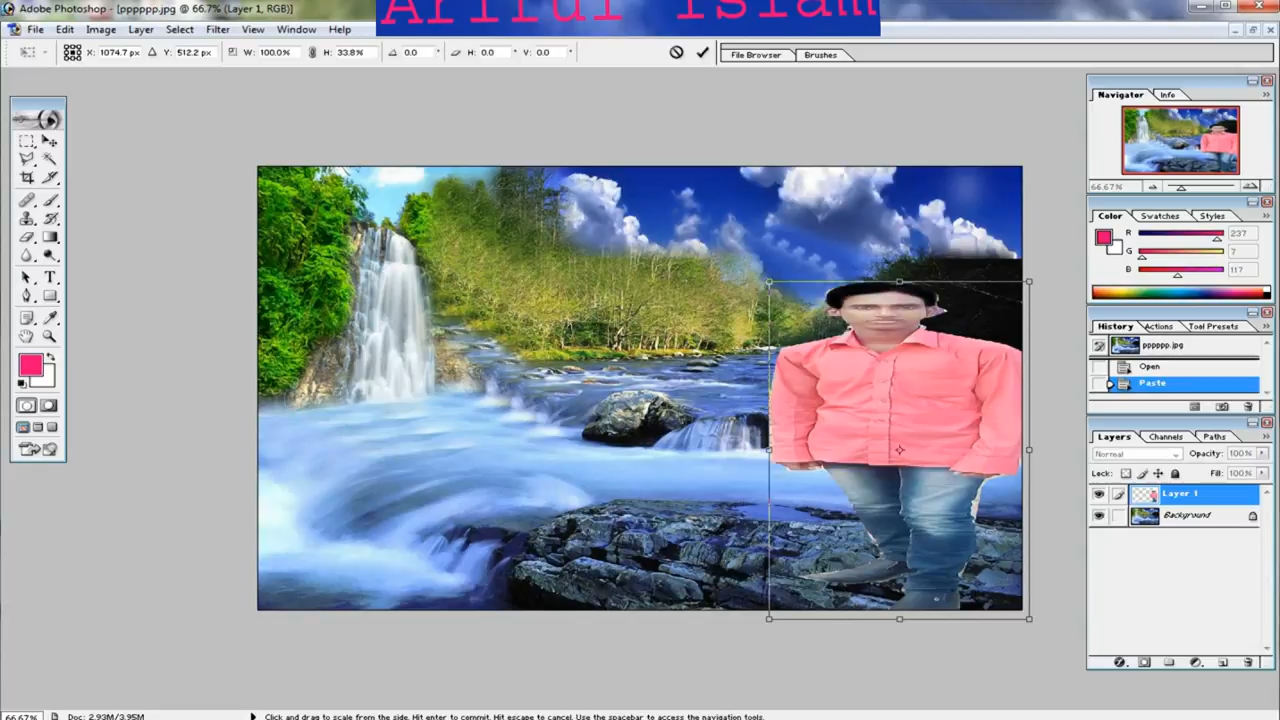 Adobe Photoshop - [pppppp.jpg @ 66.7% (Layer 1, RGB)]
Ariful islam
File Edit Image Layer Select Filter View Window Help
X: 1074.7 px Y: 512.2 px W: 100.0% H: 33.8% 0.0 ° H: 0.0 ° V: 0.0 °
File Browser Brushes
Navigator Info
66.67%
Color Swatches Styles
R 237
G 7
B 117
History Actions Tool Presets
pppppp.jpg
Open
Paste
Layers Channels Paths
Normal Opacity: 100%
Lock: Fill: 100%
Layer 1
Background
66.67% Doc: 2.93M/3.95M Click and drag to scale from the side. Hit enter to commit. Hit escape to cancel. Use the spacebar to access the navigation tools.